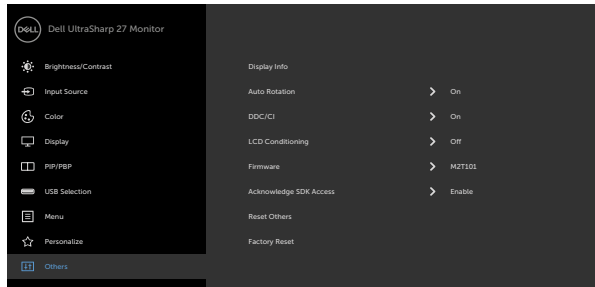 DELL Dell UltraSharp 27 Monitor
Brightness/Contrast Display Info
Input Source Auto Rotation On
Color DDC/CI On
Display LCD Conditioning Off
PIP/PBP Firmware M2T101
USB Selection Acknowledge SDK Access Enable
Menu Reset Others
Personalize Factory Reset
Others